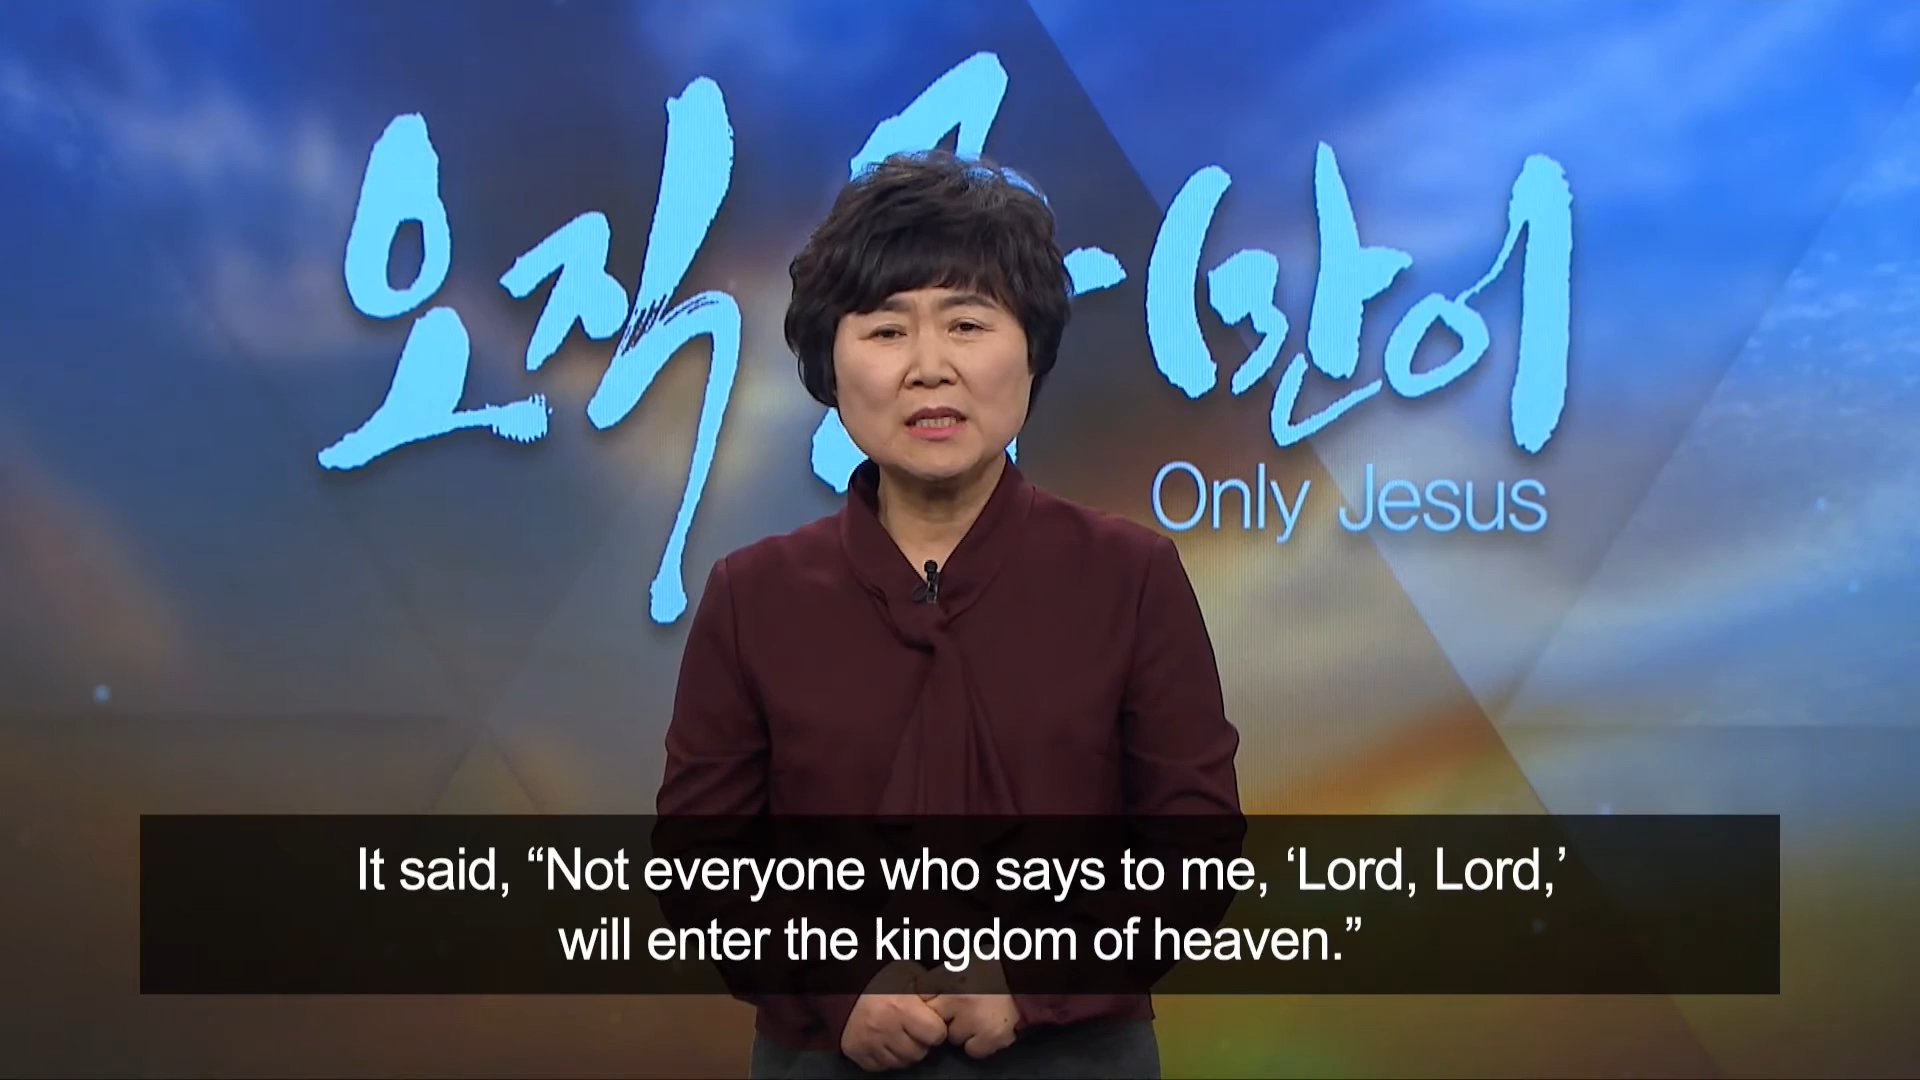 오직 만이
Only Jesus
It said, “Not everyone who says to me, ‘Lord, Lord,’
will enter the kingdom of heaven.”